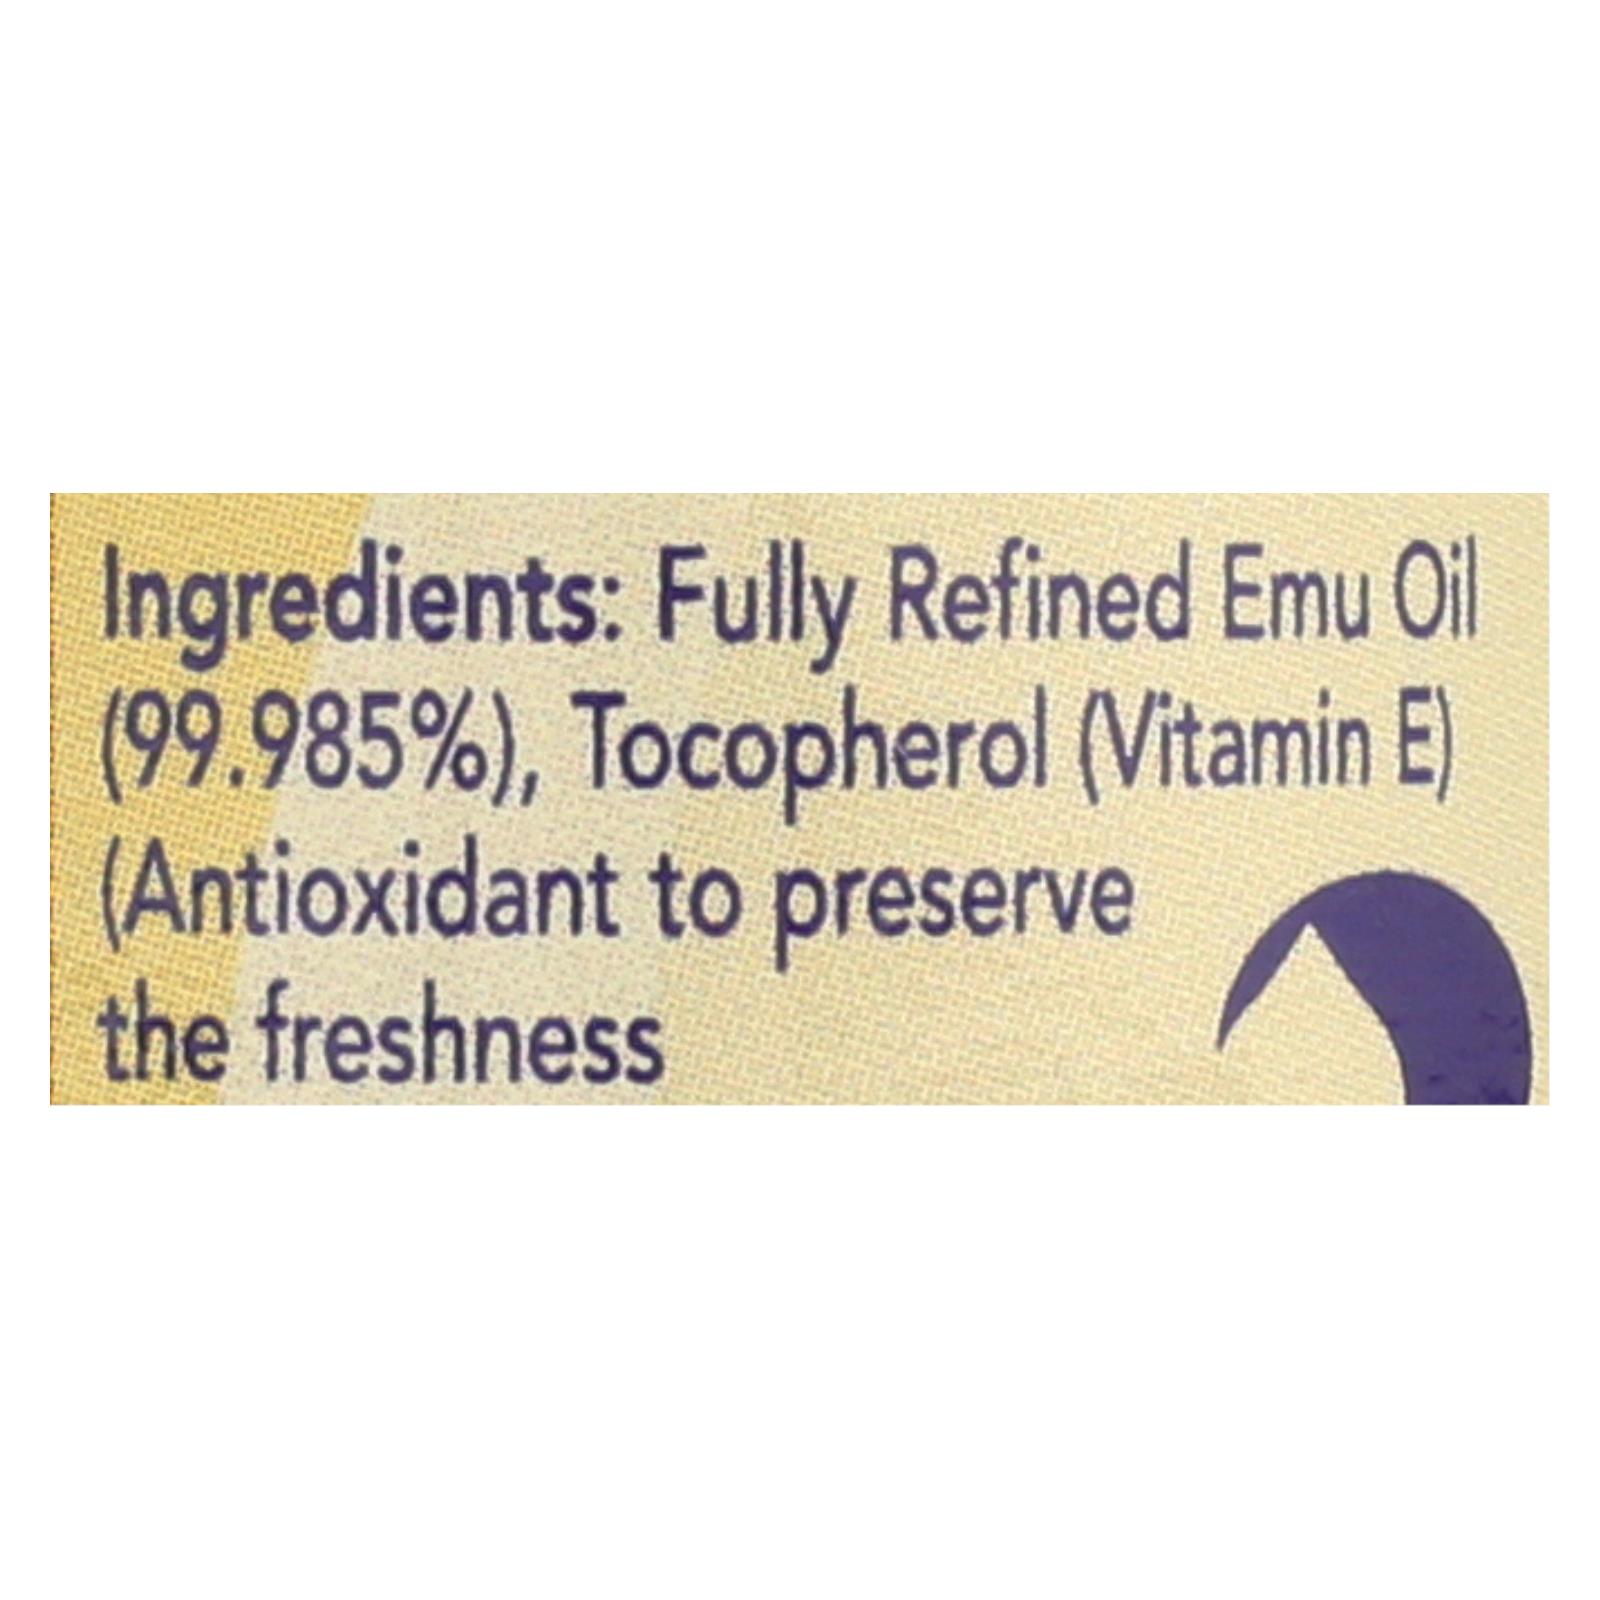 Ingredients: Fully Refined Emu Oil
(99.985%), Tocopherol (Vitamin E)
(Antioxidant to preserve
the freshness